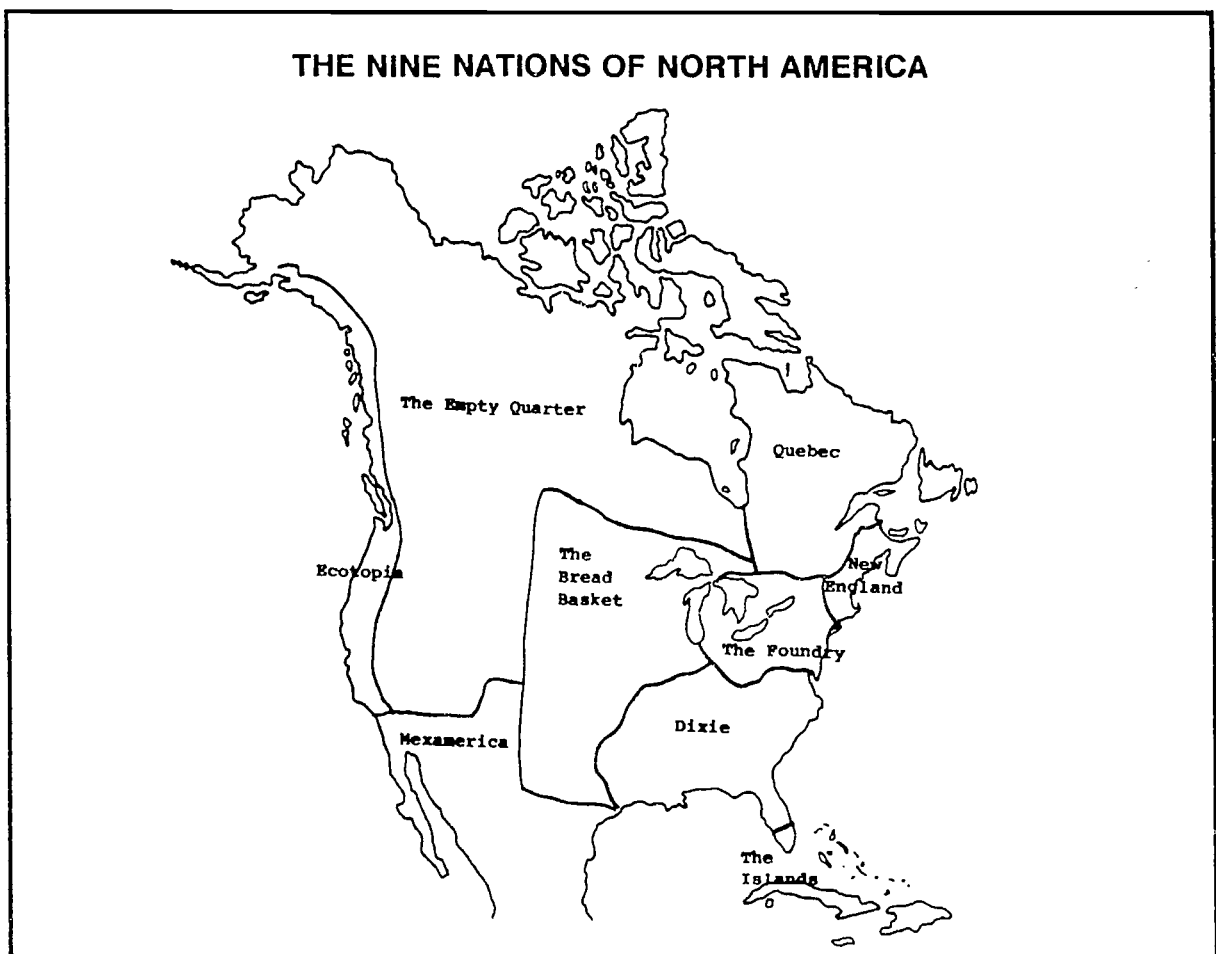 THE NINE NATIONS OF NORTH AMERICA
The Empty Quarter
Quebec
Ecotopia
The
Bread
Basket
New
England
The Foundry
Dixie
Mexamerica
The
Islands